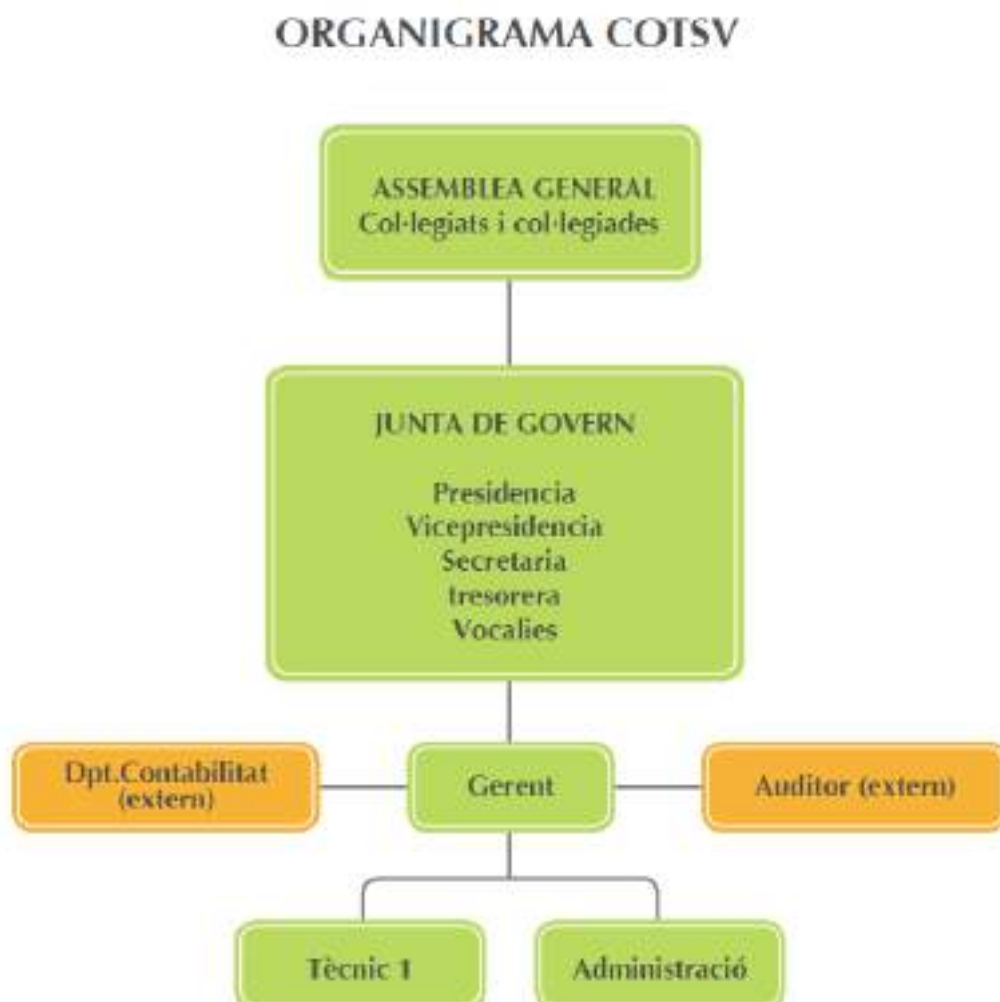 ORGANIGRAMA COTSV
ASSEMBLEA GENERAL
Col·legiats i col·legiades
JUNTA DE GOVERN
Presidencia
Vicepresidencia
Secretaria
tresorera
Vocalies
Dpt.Contabilitat
(extern)
Gerent
Auditor (extern)
Tècnic 1
Administració